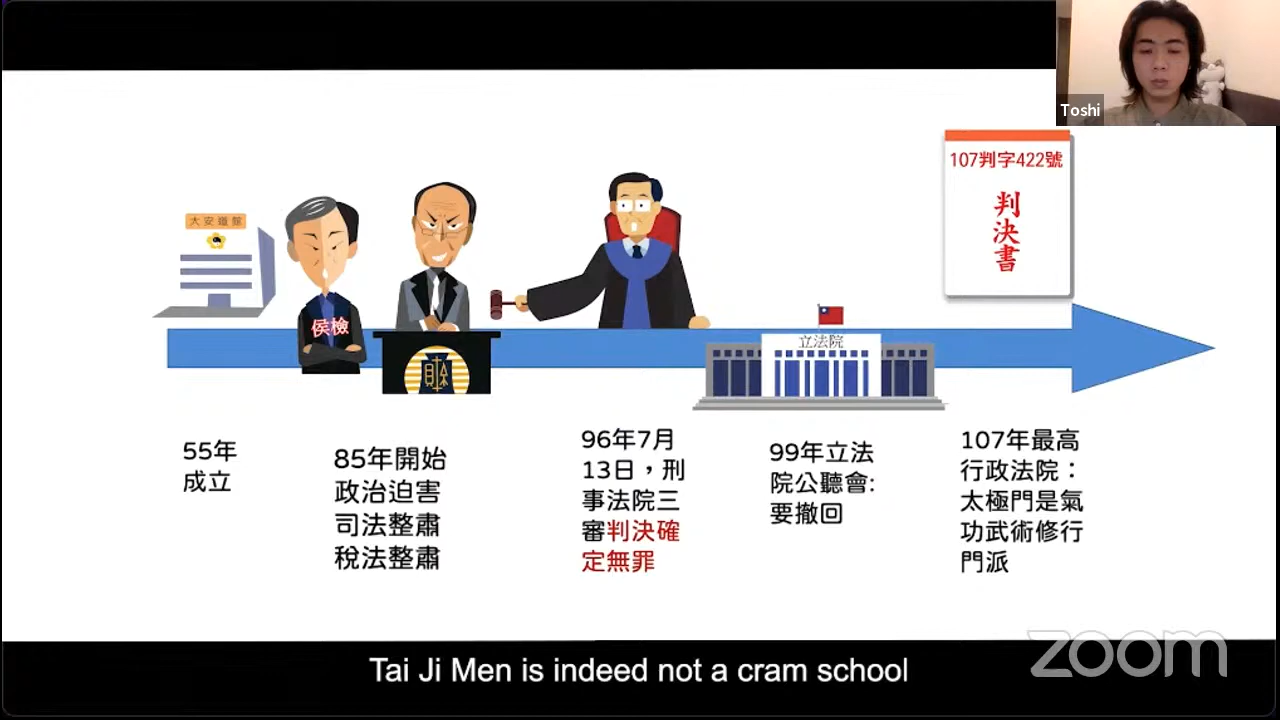 Toshi
107判字422號
判決書
大安鐵館
侯檢
財
立法院
55年
成立
85年開始
政治迫害
司法整肅
稅法整肅
96年7月
13日，刑
事法院三
審判決確
定無罪
99年立法
院公聽會:
要撤回
107年最高
行政法院：
太極門是氣
功武術修行
門派
Tai Ji Men is indeed not a cram school
zoom